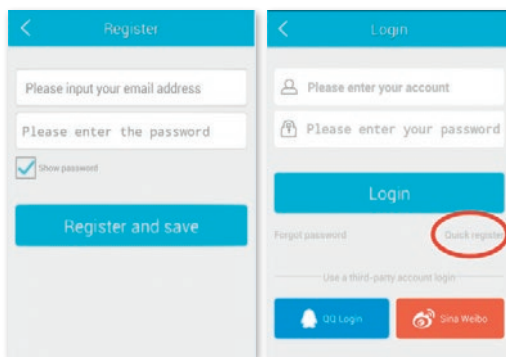 Register
Please input your email address
Please enter the password
Show password
Register and save
Login
Please enter your account
Please enter your password
Login
Forgot password
Quick register
Use a third-party account login
QQ Login
Sina Weibo